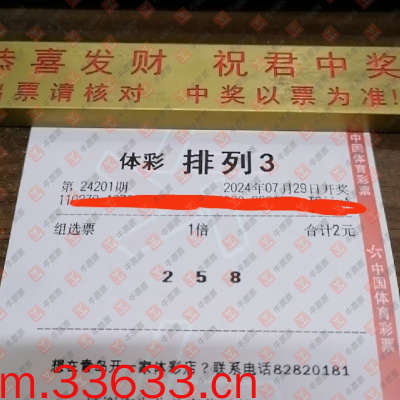 恭喜发财 祝君中奖
出票请核对 中奖以票为准!
体彩 排列3
第 24201期 2024年07月29日开奖
组选票 1倍 合计2元
2 5 8
想在青岛开一家体彩店?联系电话82820181
中国体育彩票
中国体育彩票
m.33633.cn